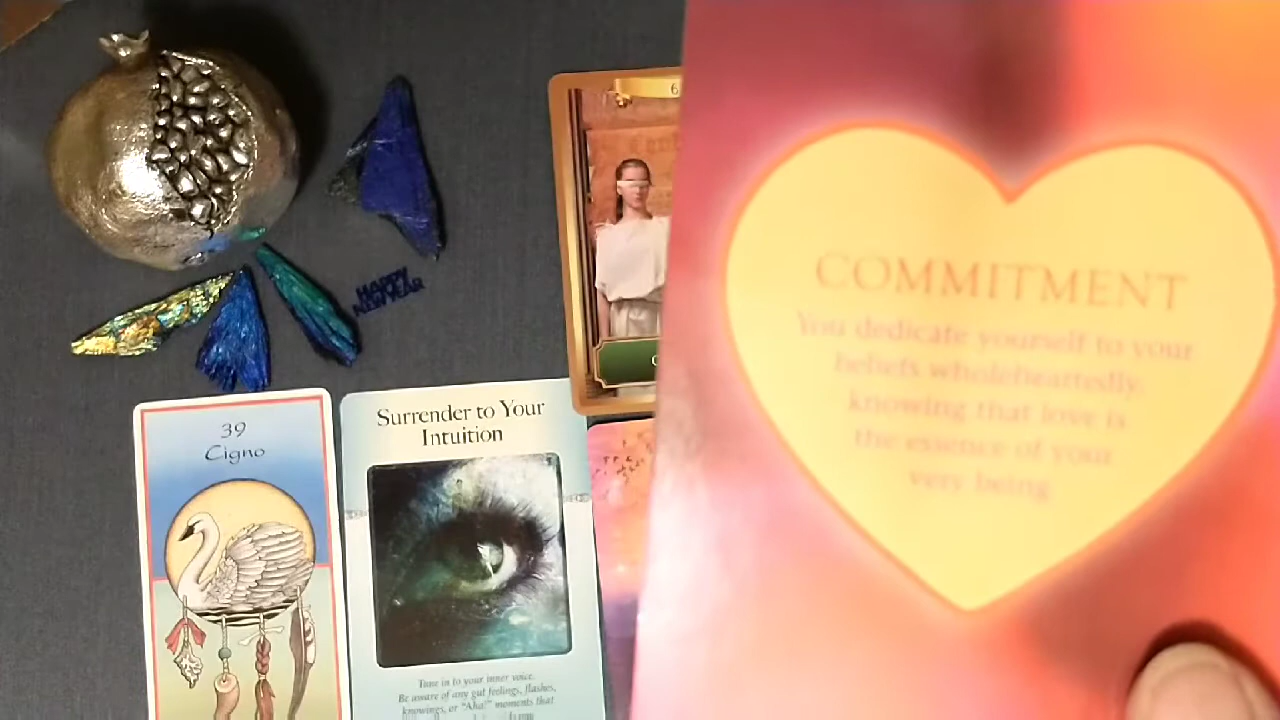 HAPPY
NEW YEAR
6
39
Cigno
Surrender to Your
Intuition
Tune in to your inner voice.
Be aware of any gut feelings, flashes,
knowings, or "Aha!" moments that
COMMITMENT
You dedicate yourself to your
beliefs wholeheartedly,
knowing that love is
the essence of your
very being.